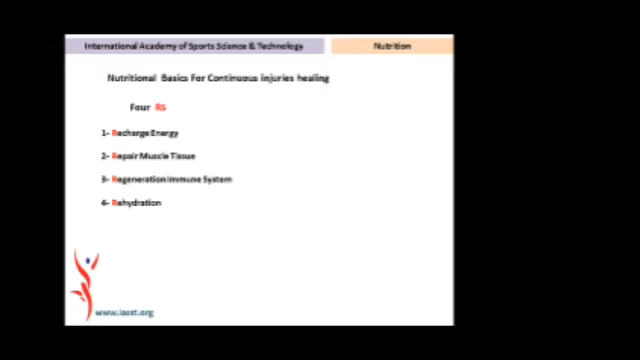 International Academy of Sports Science & Technology
Nutrition
Nutritional Basics For Continuous injuries healing
Four RS
1- Recharge Energy
2- Repair Muscle Tissue
3- Regeneration Immune System
4- Rehydration
www.iasst.org